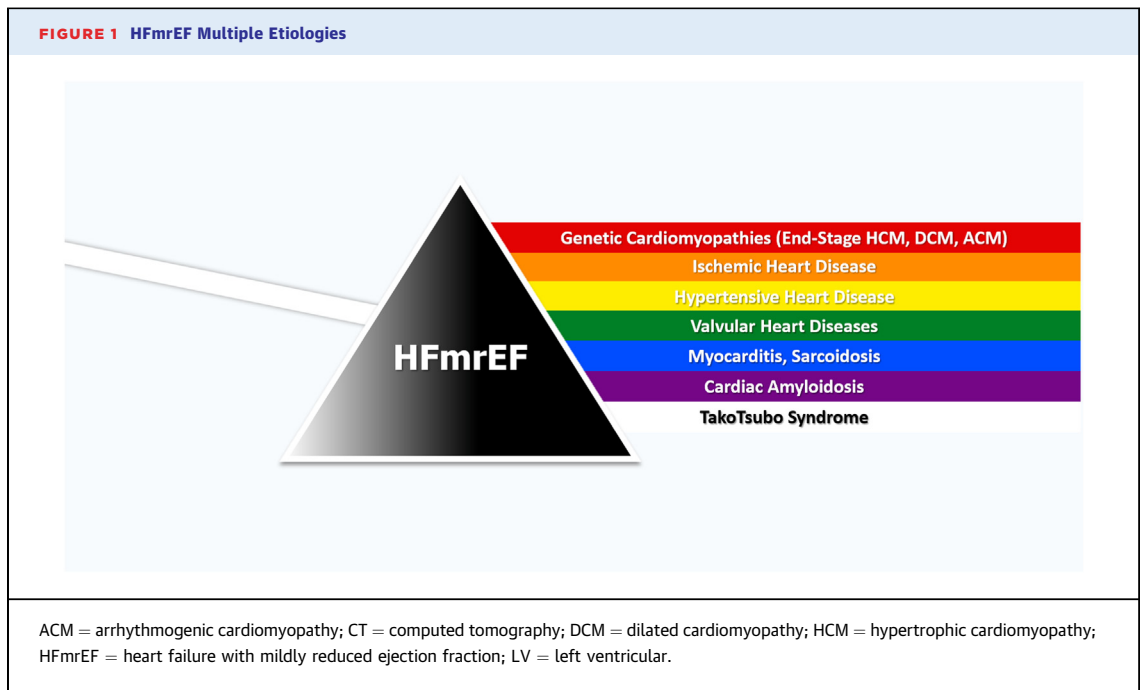 FIGURE 1 HFmrEF Multiple Etiologies
Genetic Cardiomyopathies (End-Stage HCM, DCM, ACM)
Ischemic Heart Disease
Hypertensive Heart Disease
Valvular Heart Diseases
HFmrEF
Myocarditis, Sarcoidosis
Cardiac Amyloidosis
TakoTsubo Syndrome
ACM = arrhythmogenic cardiomyopathy; CT = computed tomography; DCM = dilated cardiomyopathy; HCM = hypertrophic cardiomyopathy;
HFmrEF = heart failure with mildly reduced ejection fraction; LV = left ventricular.